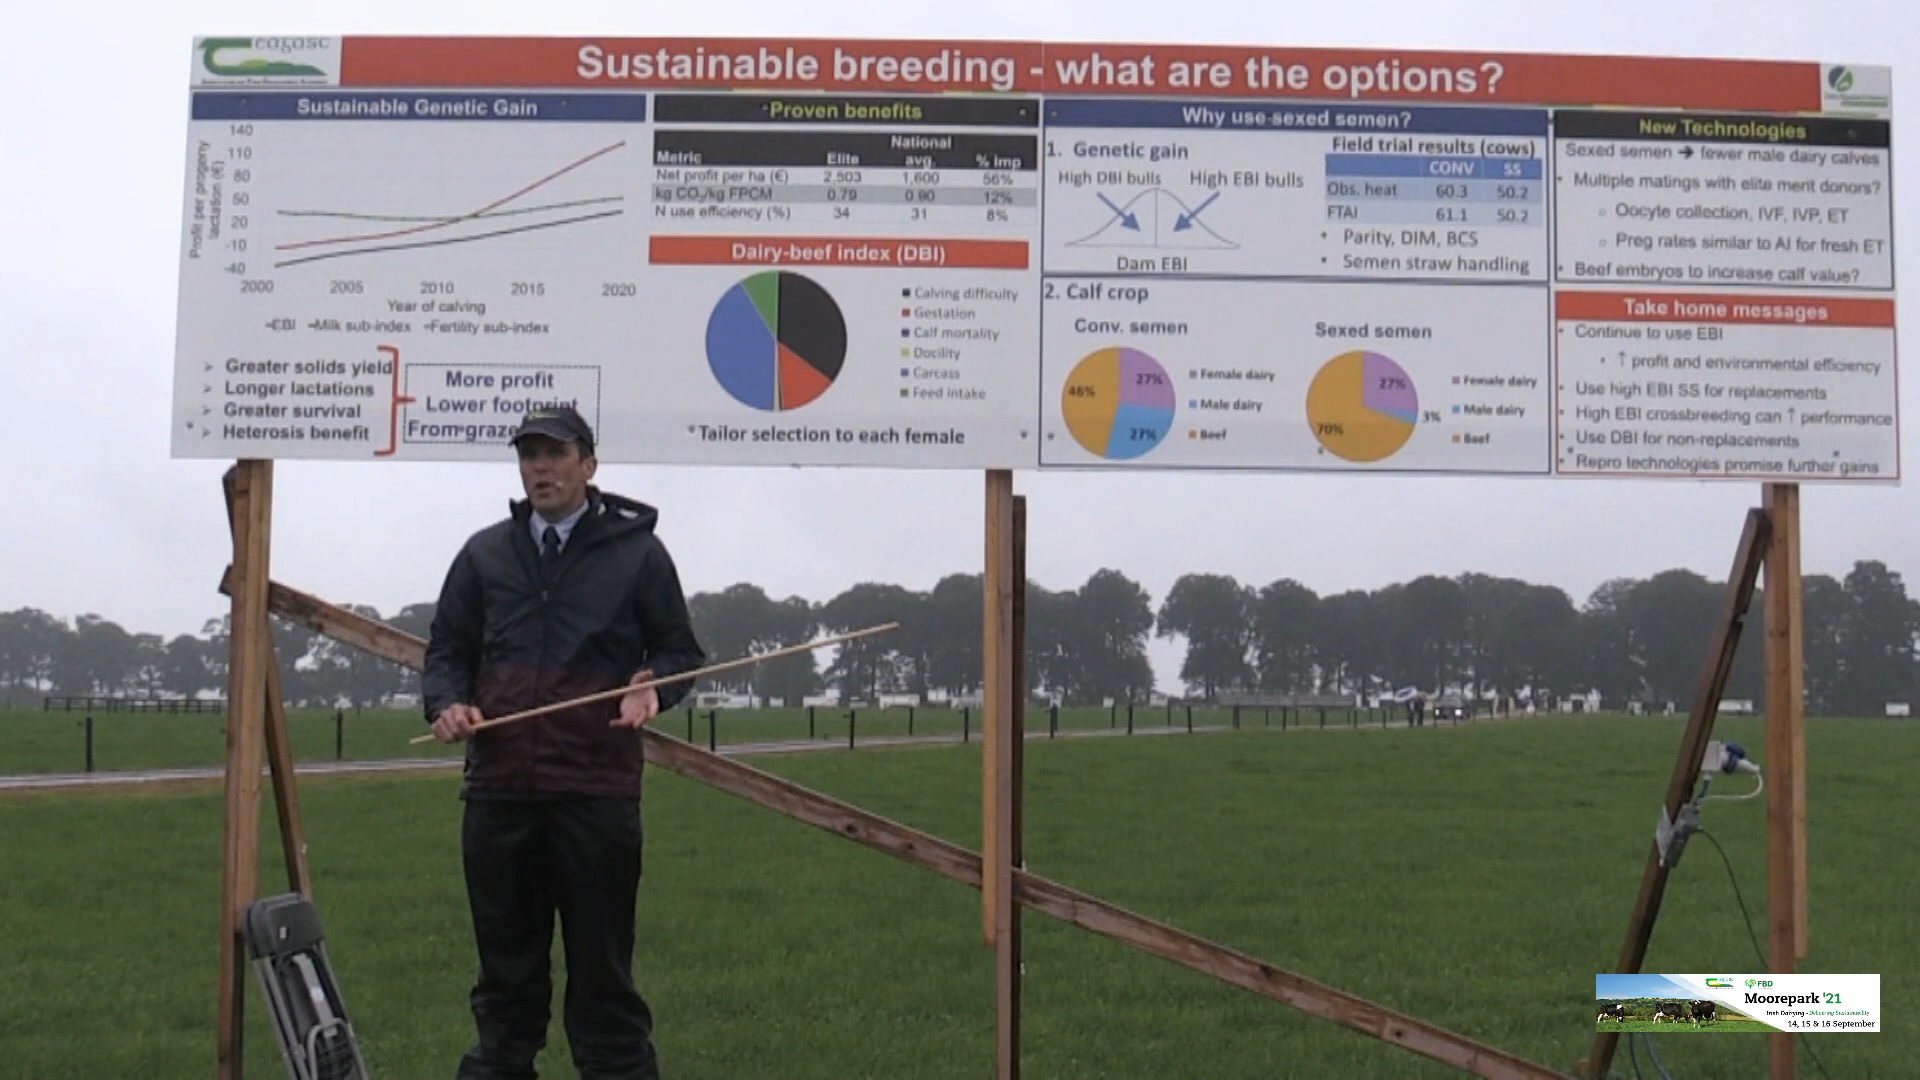 eagasc
Sustainable breeding - what are the options?
Sustainable Genetic Gain
Profit per progeny
lactation (€)
140
110
80
50
20
-10
-40
2000
2005
2010
2015
2020
Year of calving
EBI
Milk sub-index
Fertility sub-index
Greater solids yield
Longer lactations
Greater survival
Heterosis benefit
More profit
Lower footprint
From graze
Proven benefits
Metric Elite National avg. % Imp
Net profit per ha (€) 2,503 1,600 56%
kg CO2/kg FPCM 0.79 0.90 12%
N use efficiency (%) 34 31 8%
Dairy-beef index (DBI)
Calving difficulty
Gestation
Calf mortality
Docility
Carcass
Feed intake
Tailor selection to each female
Why use sexed semen?
1. Genetic gain
High DBI bulls
High EBI bulls
Dam EBI
Field trial results (cows)
CONV SS
Obs. heat 60.3 50.2
FTAI 61.1 50.2
• Parity, DIM, BCS
• Semen straw handling
2. Calf crop
Conv. semen
46%
27%
27%
Female dairy
Male dairy
Beef
Sexed semen
27%
3%
70%
Female dairy
Male dairy
Beef
New Technologies
Sexed semen → fewer male dairy calves
• Multiple matings with elite merit donors?
○ Oocyte collection, IVF, IVP, ET
○ Preg rates similar to AI for fresh ET
• Beef embryos to increase calf value?
Take home messages
• Continue to use EBI
• ↑ profit and environmental efficiency
• Use high EBI SS for replacements
• High EBI crossbreeding can ↑ performance
• Use DBI for non-replacements
• Repro technologies promise further gains
FBD
Moorepark '21
Irish Dairying - Delivering Sustainability
14, 15 & 16 September